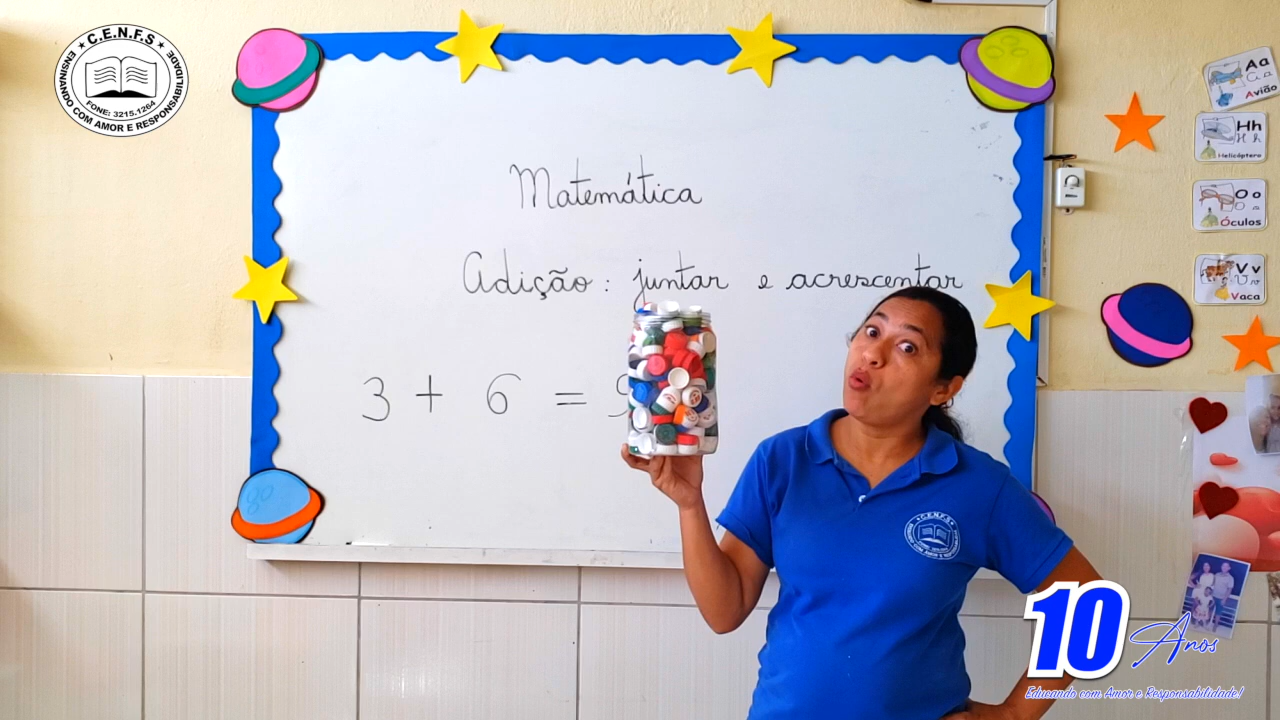 C.E.N.F.S
ENSINANDO COM AMOR E RESPONSABILIDADE
FONE: 3215.1264
Matemática
Adição: juntar e acrescentar
3 + 6 = 9
Aa
Avião
Hh
Helicóptero
Oo
Óculos
Vv
Vaca
C.E.N.F.S
10 Anos
Educando com Amor e Responsabilidade!